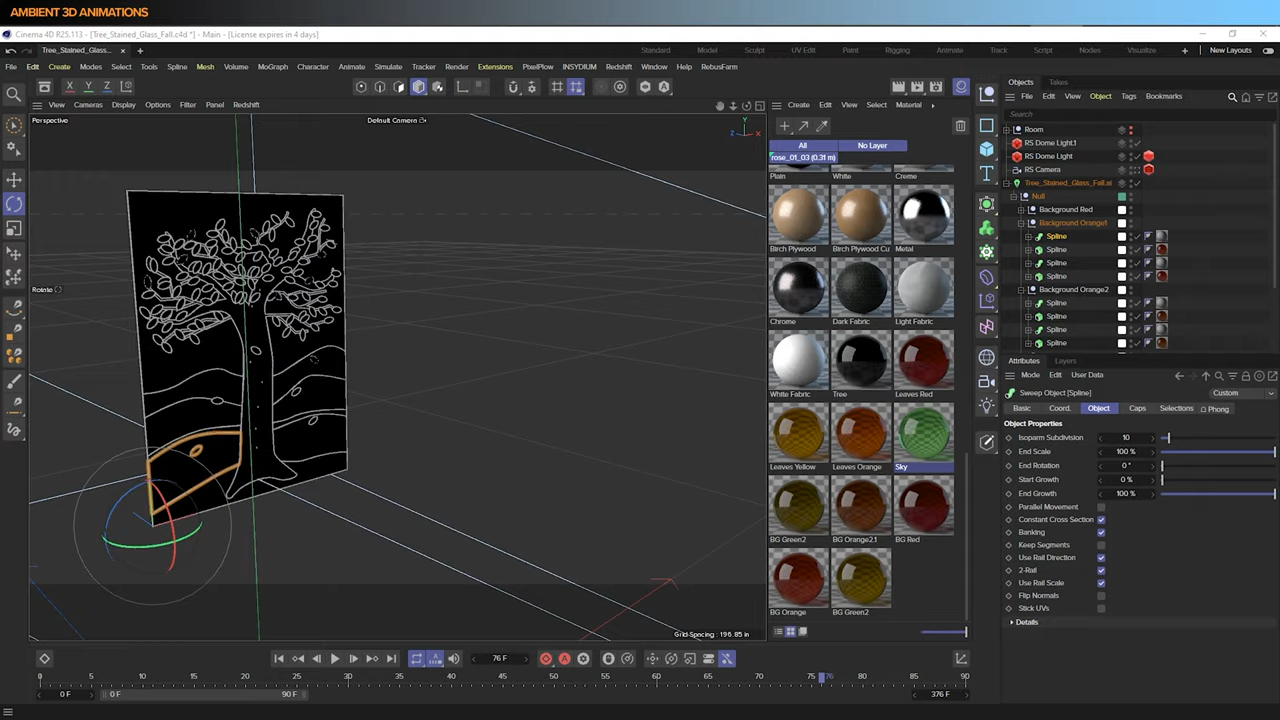 AMBIENT 3D ANIMATIONS
Cinema 4D R25.113 - [Tree_Stained_Glass_Fall.c4d *] - Main - [License expires in 4 days]
Tree_Stained_Glass...
Standard Model Sculpt UV Edit Paint Rigging Animate Track Script Nodes Visualize New Layouts
File Edit Create Modes Select Tools Spline Mesh Volume MoGraph Character Animate Simulate Tracker Render Extensions PixelPlow INSYDIUM Redshift Window Help RebusFarm
X Y Z
View Cameras Display Options Filter Panel Redshift
Perspective
Default Camera
Y
Z X
Rotate
Grid Spacing : 196.85 in
Create Edit View Select Material
All No Layer
rose_01_03 (0.31 m)
Plain White Creme
Birch Plywood Birch Plywood Cu Metal
Chrome Dark Fabric Light Fabric
White Fabric Tree Leaves Red
Leaves Yellow Leaves Orange Sky
BG Green2 BG Orange2.1 BG Red
BG Orange BG Green2
Objects Takes
File Edit View Object Tags Bookmarks
Search
Room
RS Dome Light.1
RS Dome Light
RS Camera
Tree_Stained_Glass_Fall.ai
Null
Background Red
Background Orange1
Spline
Spline
Spline
Spline
Background Orange2
Spline
Spline
Spline
Spline
Attributes Layers
Mode Edit User Data
Sweep Object [Spline] Custom
Basic Coord. Object Caps Selections Phong
Object Properties
Isoparm Subdivision 10
End Scale 100 %
End Rotation 0 °
Start Growth 0 %
End Growth 100 %
Parallel Movement
Constant Cross Section
Banking
Keep Segments
Use Rail Direction
2-Rail
Use Rail Scale
Flip Normals
Stick UVs
Details
76 F
0 5 10 15 20 25 30 35 40 45 50 55 60 65 70 75 76 85 90
0 F 0 F 90 F 376 F